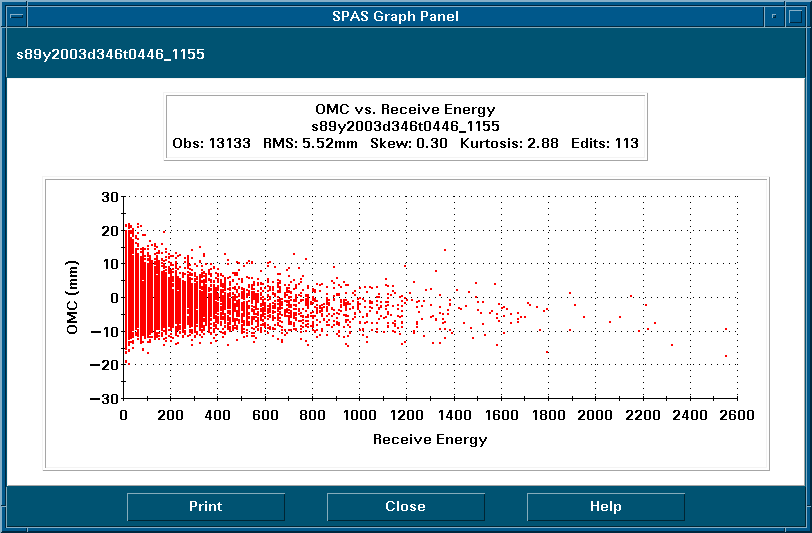 SPAS Graph Panel
s89y2003d346t0446_1155
OMC vs. Receive Energy
s89y2003d346t0446_1155
Obs: 13133 RMS: 5.52mm Skew: 0.30 Kurtosis: 2.88 Edits: 113
30
20
10
0
−10
−20
−30
OMC (mm)
0 200 400 600 800 1000 1200 1400 1600 1800 2000 2200 2400 2600
Receive Energy
Print Close Help